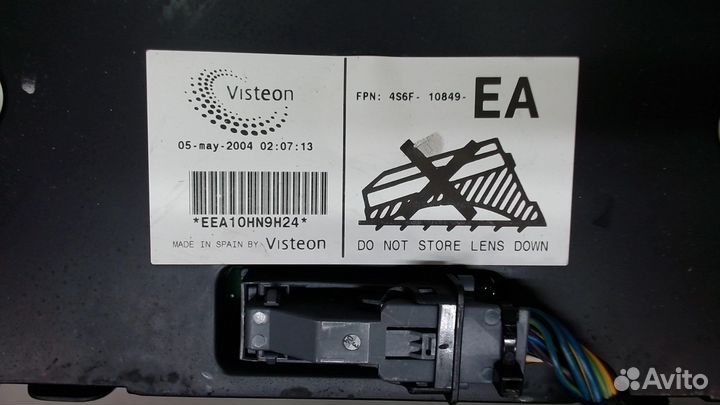 Visteon
05-may-2004 02:07:13
*EEA10HN9H24*
MADE IN SPAIN BY Visteon
FPN: 4S6F- 10849- EA
DO NOT STORE LENS DOWN
Avito